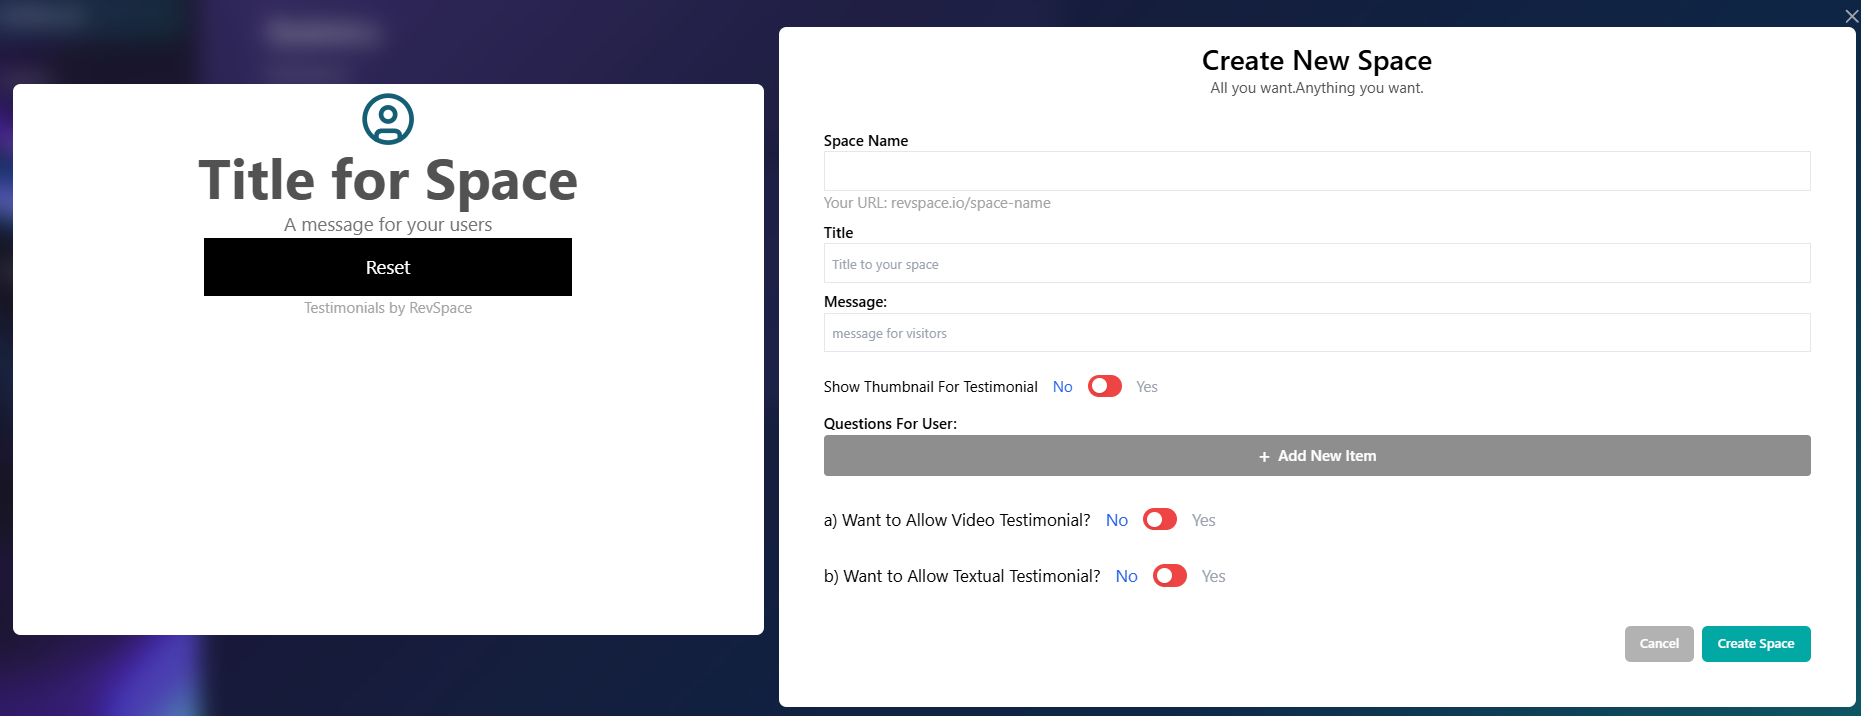 Title for Space
A message for your users
Reset
Testimonials by RevSpace
Create New Space
All you want.Anything you want.
Space Name
Your URL: revspace.io/space-name
Title
Title to your space
Message:
message for visitors
Show Thumbnail For Testimonial No Yes
Questions For User:
+ Add New Item
a) Want to Allow Video Testimonial? No Yes
b) Want to Allow Textual Testimonial? No Yes
Cancel Create Space